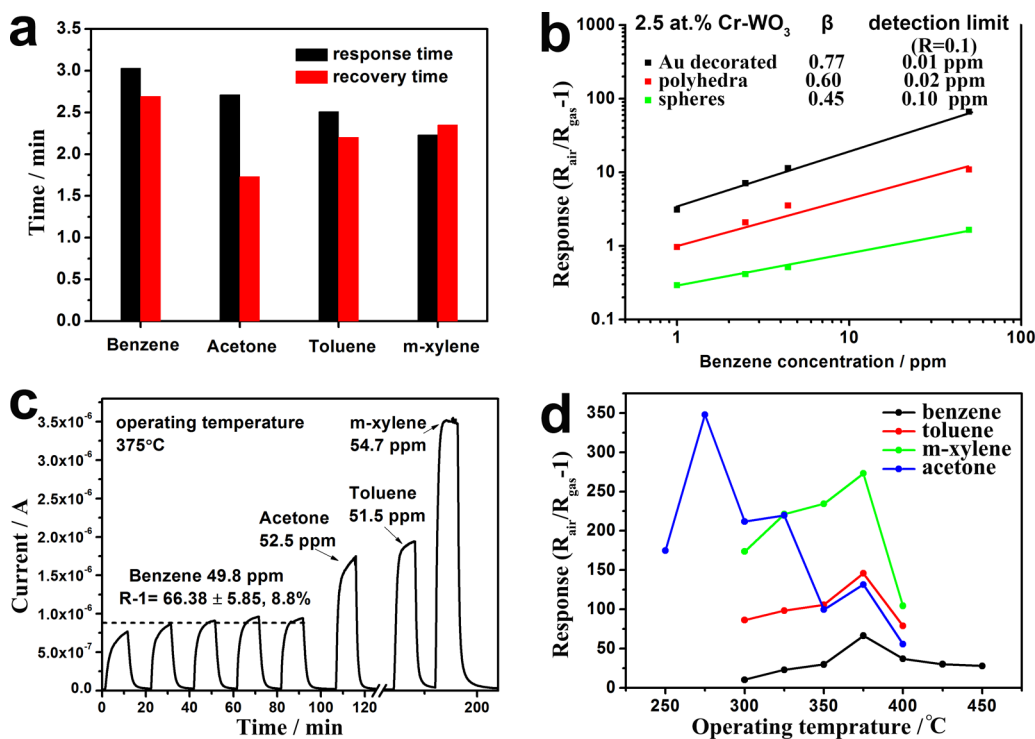 a
3.5
3.0
2.5
2.0
1.5
1.0
0.5
0.0
Time / min
response time
recovery time
Benzene Acetone Toluene m-xylene
b
1000
100
10
1
0.1
Response (Rair/Rgas-1)
2.5 at.% Cr-WO3 β detection limit
(R=0.1)
Au decorated 0.77 0.01 ppm
polyhedra 0.60 0.02 ppm
spheres 0.45 0.10 ppm
1 10 100
Benzene concentration / ppm
c
3.5x10-6
3.0x10-6
2.5x10-6
2.0x10-6
1.5x10-6
1.0x10-6
5.0x10-7
0.0
Current / A
operating temperature
375°C
m-xylene
54.7 ppm
Toluene
51.5 ppm
Acetone
52.5 ppm
Benzene 49.8 ppm
R-1= 66.38 ± 5.85, 8.8%
0 20 40 60 80 100 120 200
Time / min
d
350
300
250
200
150
100
50
0
Response (Rair/Rgas-1)
benzene
toluene
m-xylene
acetone
250 300 350 400 450
Operating temprature /°C